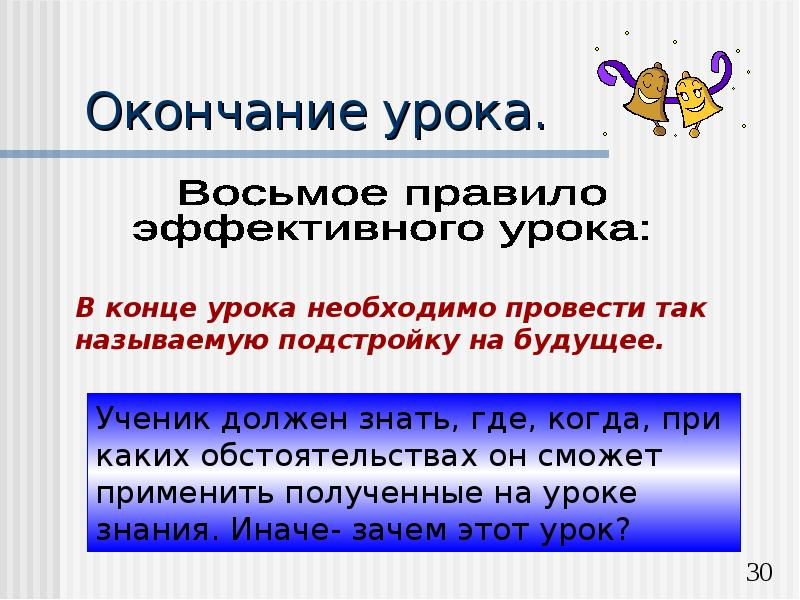 Окончание урока.
Восьмое правило
эффективного урока:
В конце урока необходимо провести так
называемую подстройку на будущее.
Ученик должен знать, где, когда, при
каких обстоятельствах он сможет
применить полученные на уроке
знания. Иначе- зачем этот урок?
30